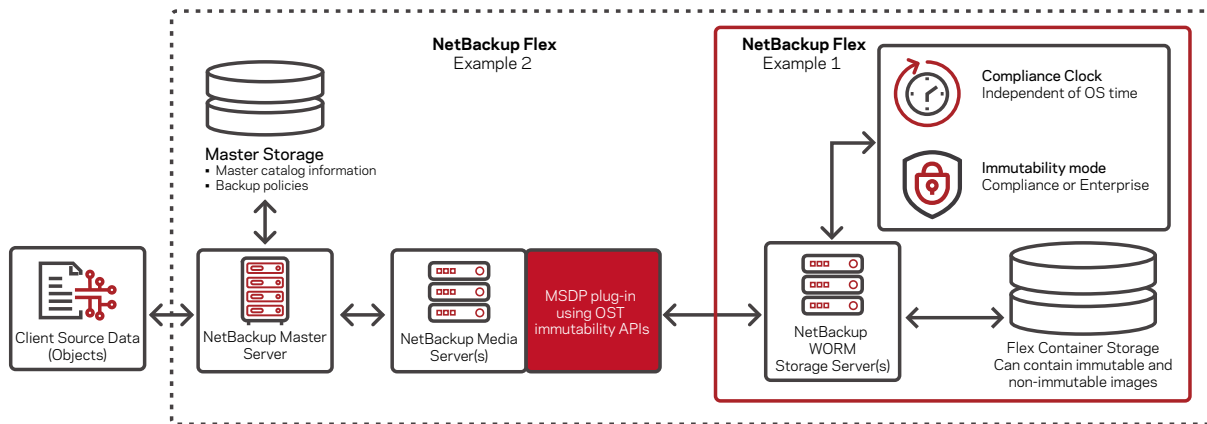 NetBackup Flex
Example 2
NetBackup Flex
Example 1
Compliance Clock
Independent of OS time
Immutability mode
Compliance or Enterprise
Master Storage
▪ Master catalog information
▪ Backup policies
Client Source Data
(Objects)
NetBackup Master
Server
NetBackup Media
Server(s)
MSDP plug-in
using OST
immutability APIs
NetBackup
WORM
Storage Server(s)
Flex Container Storage
Can contain immutable and
non-immutable images